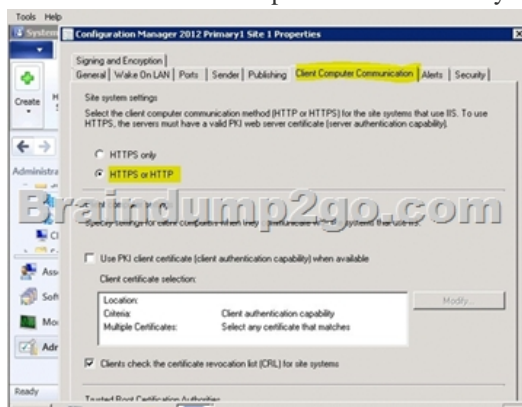 Tools Help
System
Configuration Manager 2012 Primary1 Site 1 Properties
Signing and Encryption
General Wake On LAN Ports Sender Publishing Client Computer Communication Alerts Security
Create
Site system settings
Select the client computer communication method (HTTP or HTTPS) for the site systems that use IIS. To use
HTTPS, the servers must have a valid PKI web server certificate (server authentication capability).
HTTPS only
HTTPS or HTTP
Administra
Braindump2go.com
Use PKI client certificate (client authentication capability) when available
Client certificate selection:
Location:
Criteria: Client authentication capability
Multiple Certificates: Select any certificate that matches
Modify...
Ass
Soft
Mo
Adr
Clients check the certificate revocation list (CRL) for site systems
Trusted Root Certification Authorities
Ready